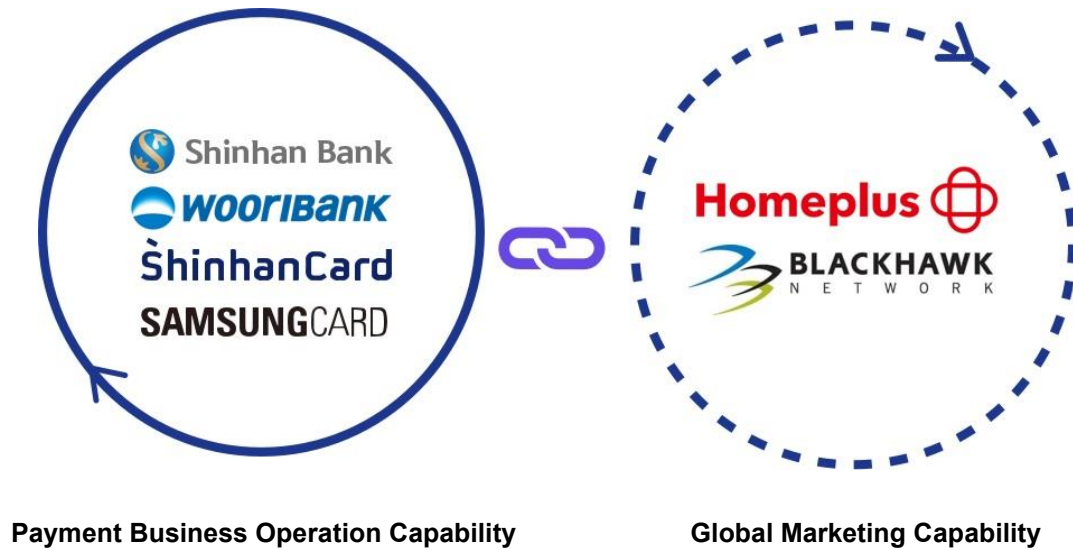 Shinhan Bank
WOORIBANK
ShinhanCard
SAMSUNGCARD
Homeplus
BLACKHAWK
NETWORK
Payment Business Operation Capability
Global Marketing Capability